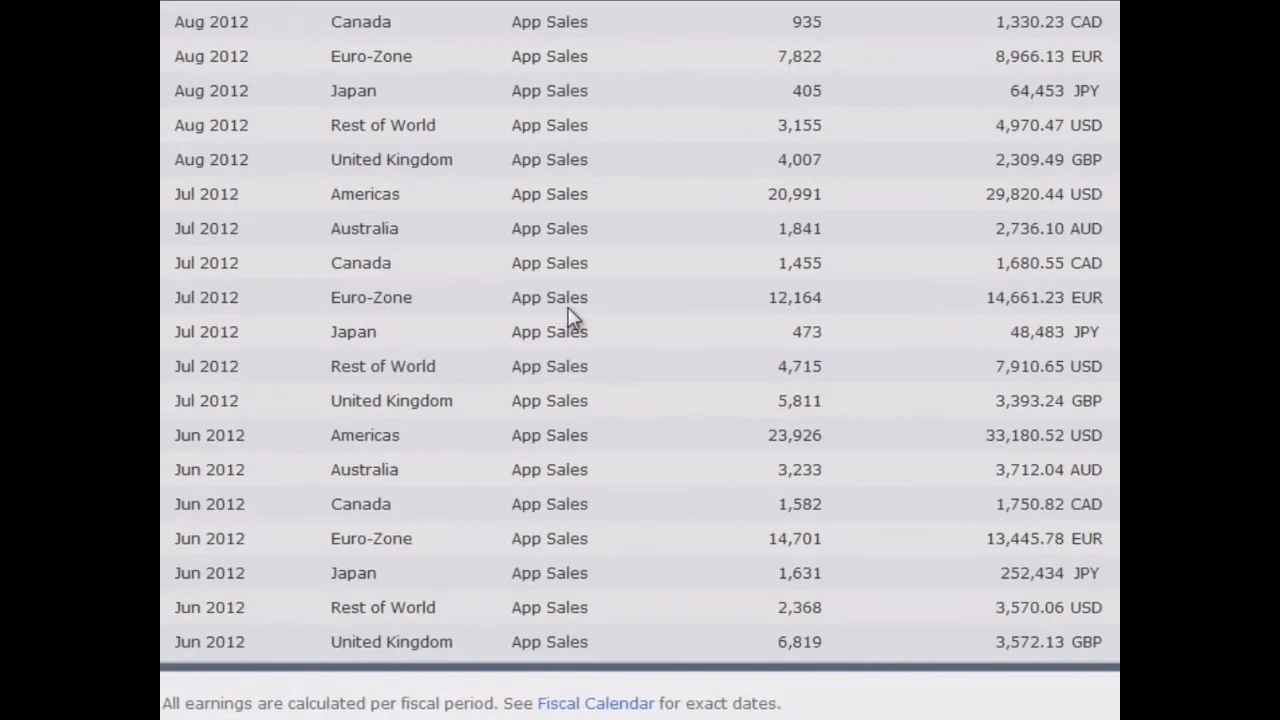 Aug 2012 Canada App Sales 935 1,330.23 CAD
Aug 2012 Euro-Zone App Sales 7,822 8,966.13 EUR
Aug 2012 Japan App Sales 405 64,453 JPY
Aug 2012 Rest of World App Sales 3,155 4,970.47 USD
Aug 2012 United Kingdom App Sales 4,007 2,309.49 GBP
Jul 2012 Americas App Sales 20,991 29,820.44 USD
Jul 2012 Australia App Sales 1,841 2,736.10 AUD
Jul 2012 Canada App Sales 1,455 1,680.55 CAD
Jul 2012 Euro-Zone App Sales 12,164 14,661.23 EUR
Jul 2012 Japan App Sales 473 48,483 JPY
Jul 2012 Rest of World App Sales 4,715 7,910.65 USD
Jul 2012 United Kingdom App Sales 5,811 3,393.24 GBP
Jun 2012 Americas App Sales 23,926 33,180.52 USD
Jun 2012 Australia App Sales 3,233 3,712.04 AUD
Jun 2012 Canada App Sales 1,582 1,750.82 CAD
Jun 2012 Euro-Zone App Sales 14,701 13,445.78 EUR
Jun 2012 Japan App Sales 1,631 252,434 JPY
Jun 2012 Rest of World App Sales 2,368 3,570.06 USD
Jun 2012 United Kingdom App Sales 6,819 3,572.13 GBP
All earnings are calculated per fiscal period. See Fiscal Calendar for exact dates.